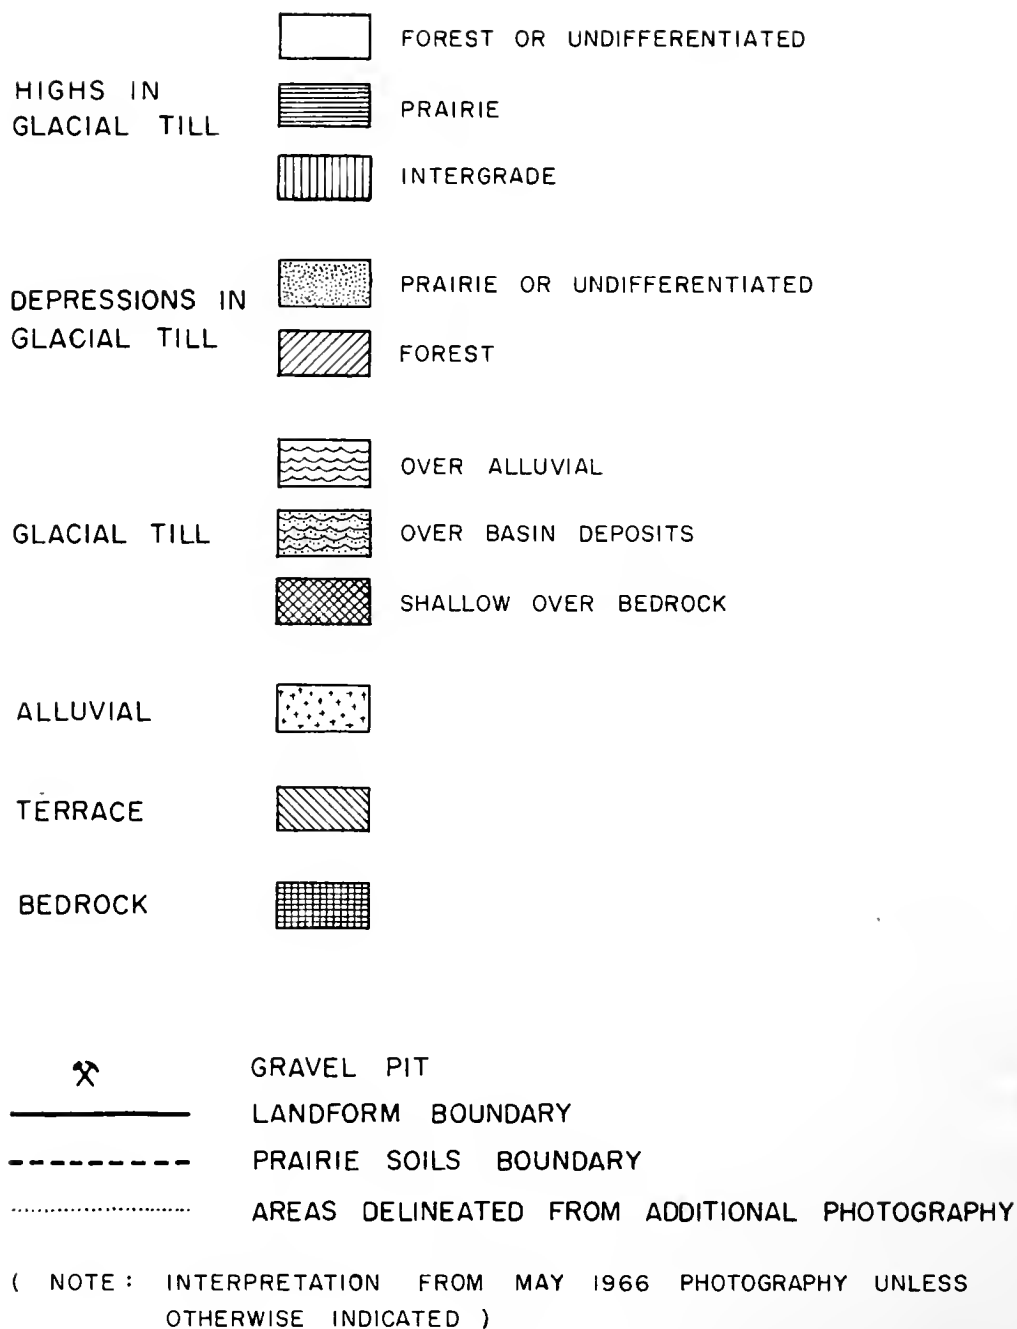 FOREST OR UNDIFFERENTIATED
HIGHS IN
GLACIAL TILL
PRAIRIE
INTERGRADE
DEPRESSIONS IN
GLACIAL TILL
PRAIRIE OR UNDIFFERENTIATED
FOREST
GLACIAL TILL
OVER ALLUVIAL
OVER BASIN DEPOSITS
SHALLOW OVER BEDROCK
ALLUVIAL
TERRACE
BEDROCK
GRAVEL PIT
LANDFORM BOUNDARY
PRAIRIE SOILS BOUNDARY
AREAS DELINEATED FROM ADDITIONAL PHOTOGRAPHY
( NOTE : INTERPRETATION FROM MAY 1966 PHOTOGRAPHY UNLESS
OTHERWISE INDICATED )